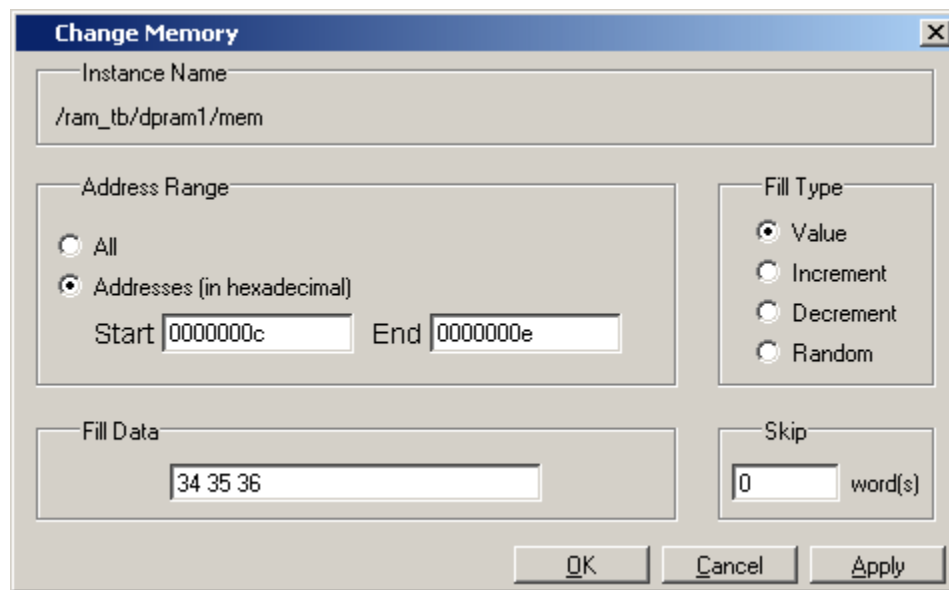 Change Memory
Instance Name
/ram_tb/dpram1/mem
Address Range
All
Addresses (in hexadecimal)
Start 0000000c End 0000000e
Fill Type
Value
Increment
Decrement
Random
Fill Data
34 35 36
Skip
0 word(s)
OK Cancel Apply